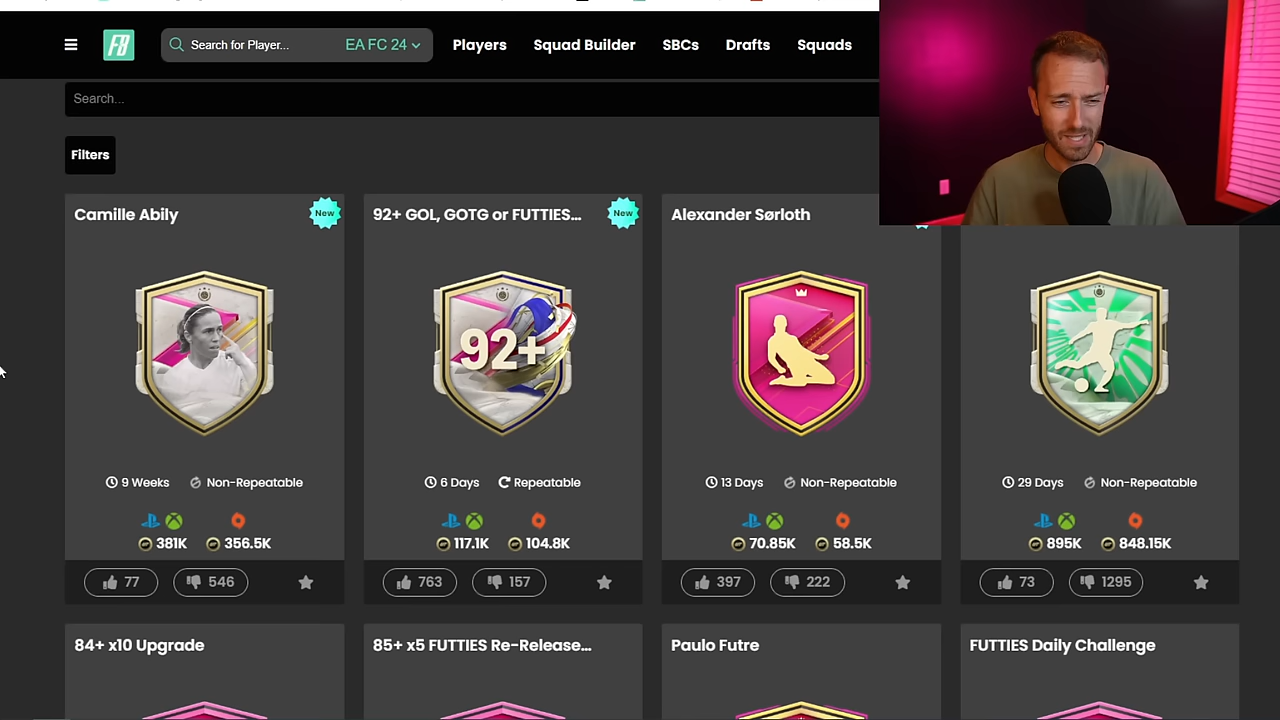 FB
Search for Player...
EA FC 24
Players
Squad Builder
SBCs
Drafts
Squads
Search...
Filters
Camille Abily
New
92+ GOL, GOTG or FUTTIES...
New
Alexander Sørloth
92+
9 Weeks
Non-Repeatable
6 Days
Repeatable
13 Days
Non-Repeatable
29 Days
Non-Repeatable
381K
356.5K
117.1K
104.8K
70.85K
58.5K
895K
848.15K
77
546
763
157
397
222
73
1295
84+ x10 Upgrade
85+ x5 FUTTIES Re-Release...
Paulo Futre
FUTTIES Daily Challenge